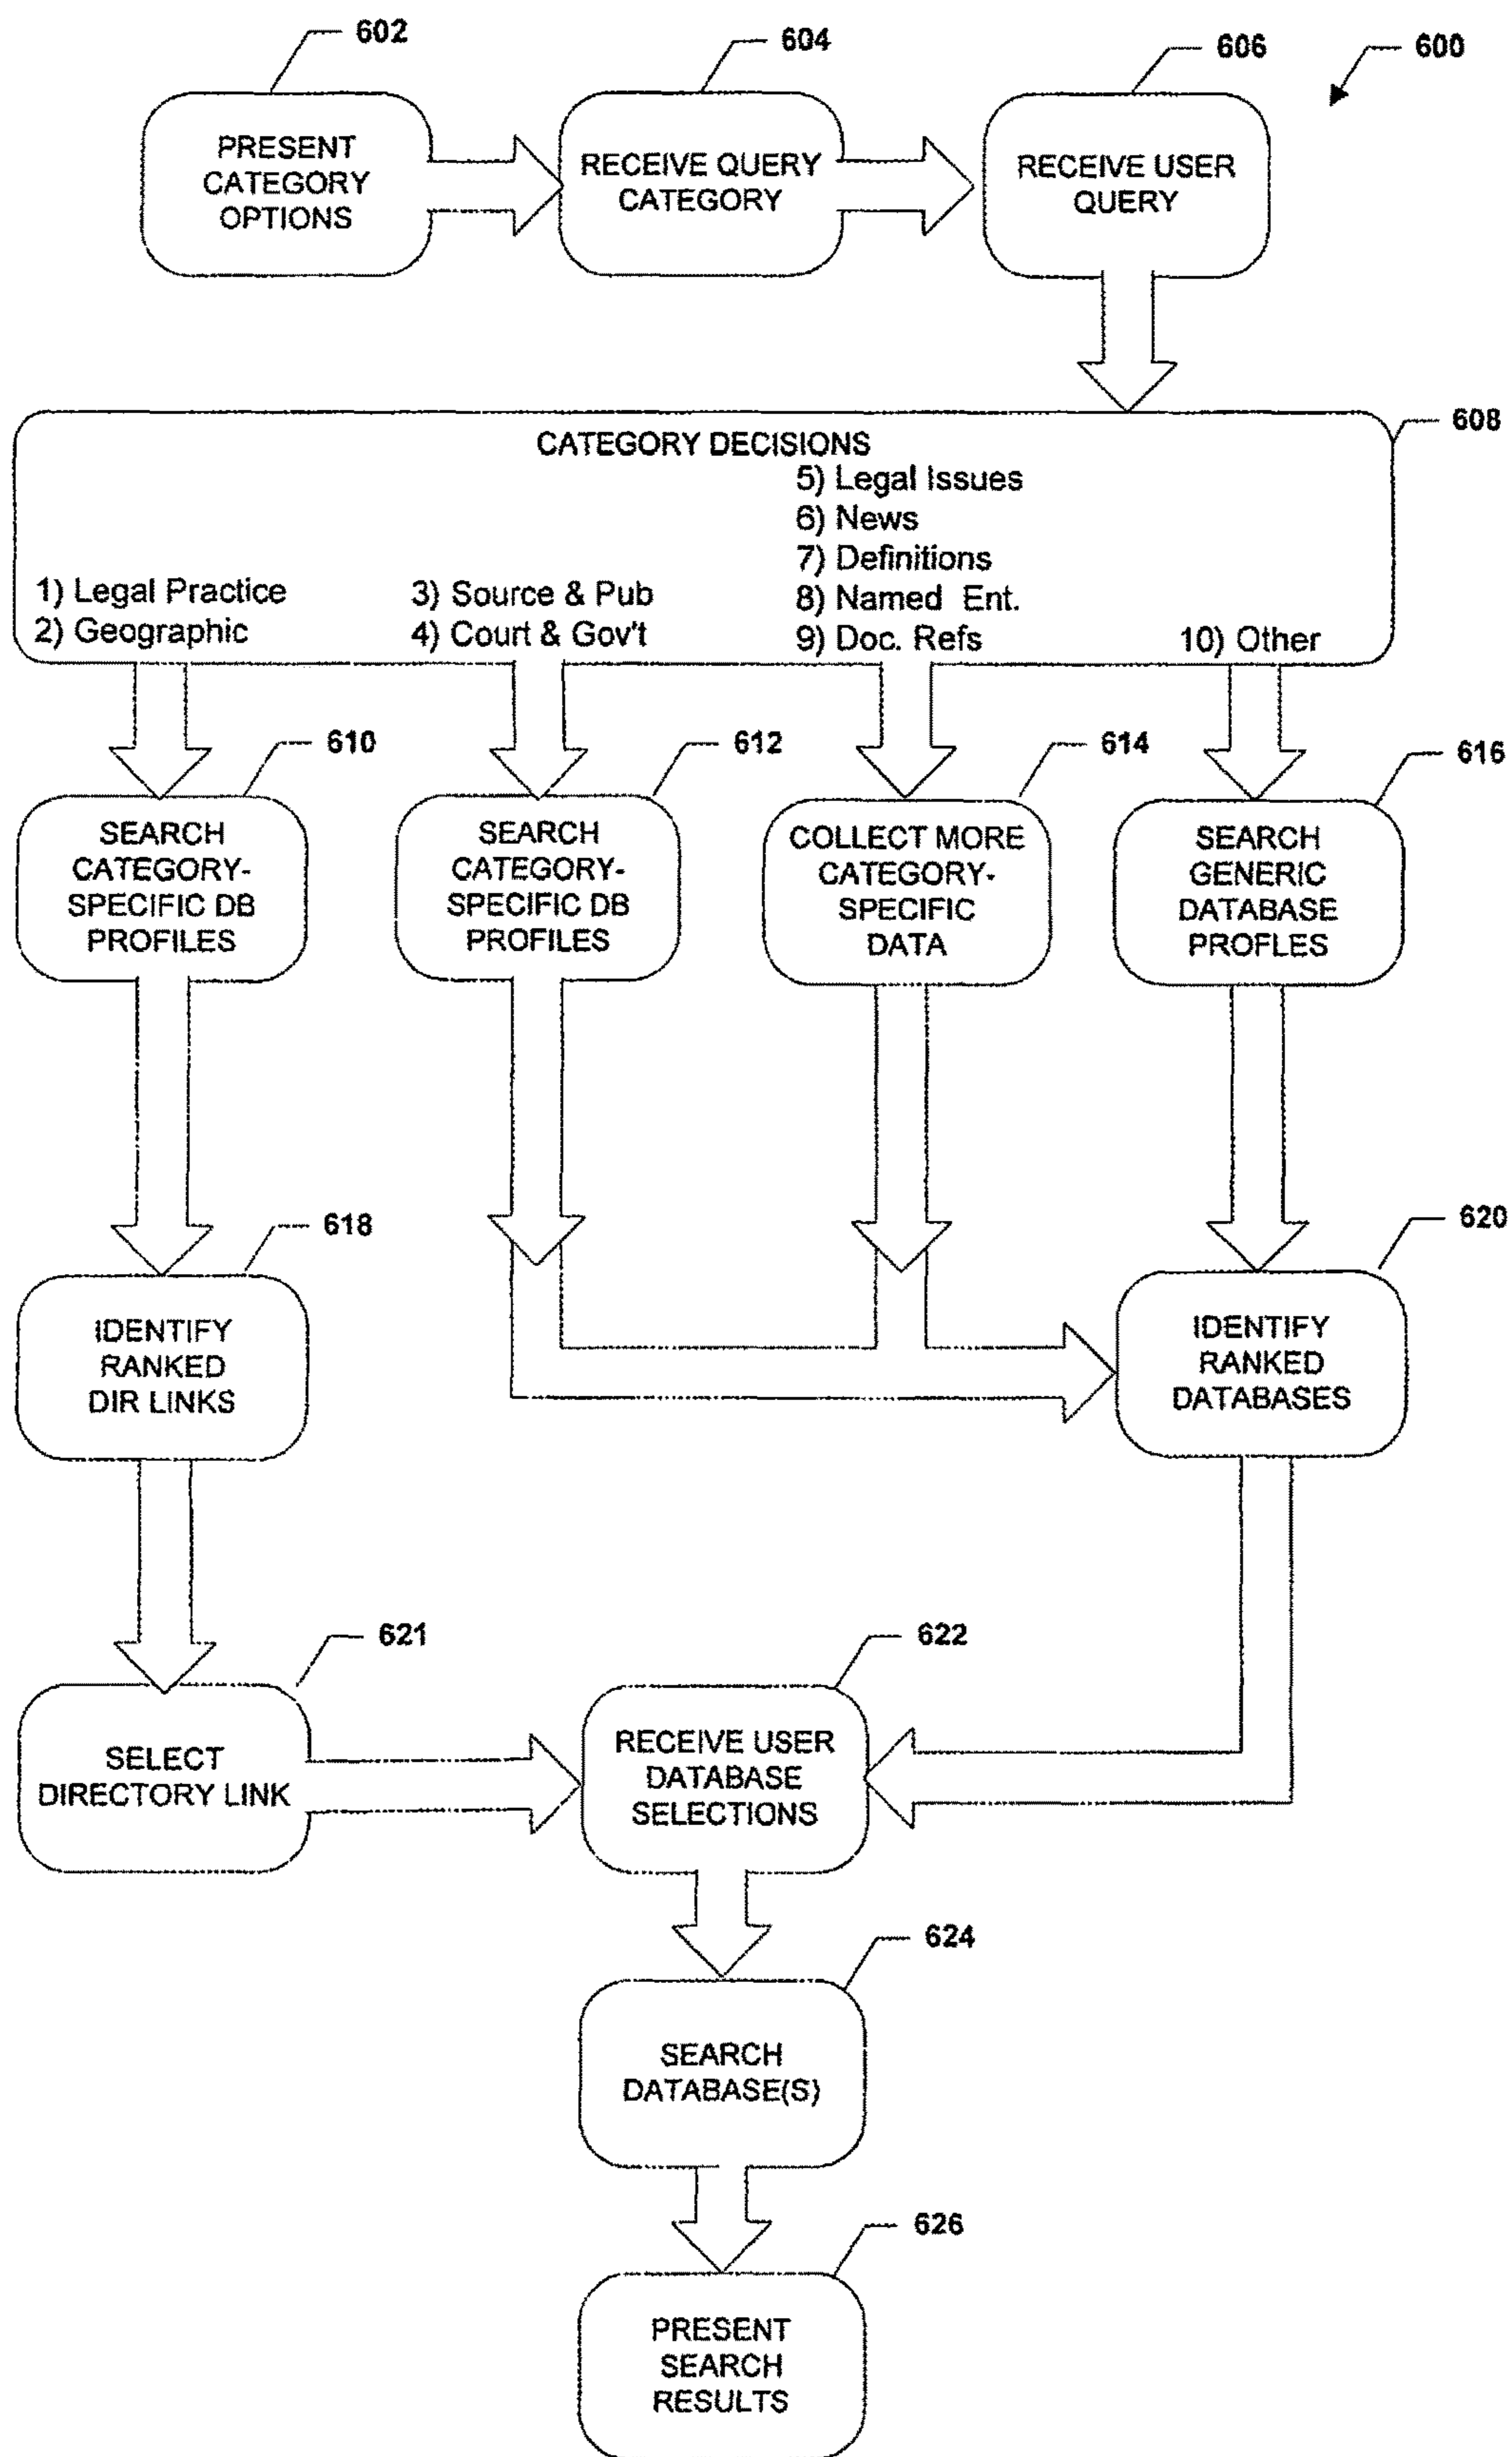 602
604
606
600
PRESENT
CATEGORY
OPTIONS
RECEIVE QUERY
CATEGORY
RECEIVE USER
QUERY
608
CATEGORY DECISIONS
1) Legal Practice
2) Geographic
3) Source & Pub
4) Court & Gov't
5) Legal Issues
6) News
7) Definitions
8) Named Ent.
9) Doc. Refs
10) Other
610
612
614
616
SEARCH
CATEGORY-
SPECIFIC DB
PROFILES
SEARCH
CATEGORY-
SPECIFIC DB
PROFILES
COLLECT MORE
CATEGORY-
SPECIFIC
DATA
SEARCH
GENERIC
DATABASE
PROFLES
618
620
IDENTIFY
RANKED
DIR LINKS
IDENTIFY
RANKED
DATABASES
621
622
SELECT
DIRECTORY LINK
RECEIVE USER
DATABASE
SELECTIONS
624
SEARCH
DATABASE(S)
626
PRESENT
SEARCH
RESULTS